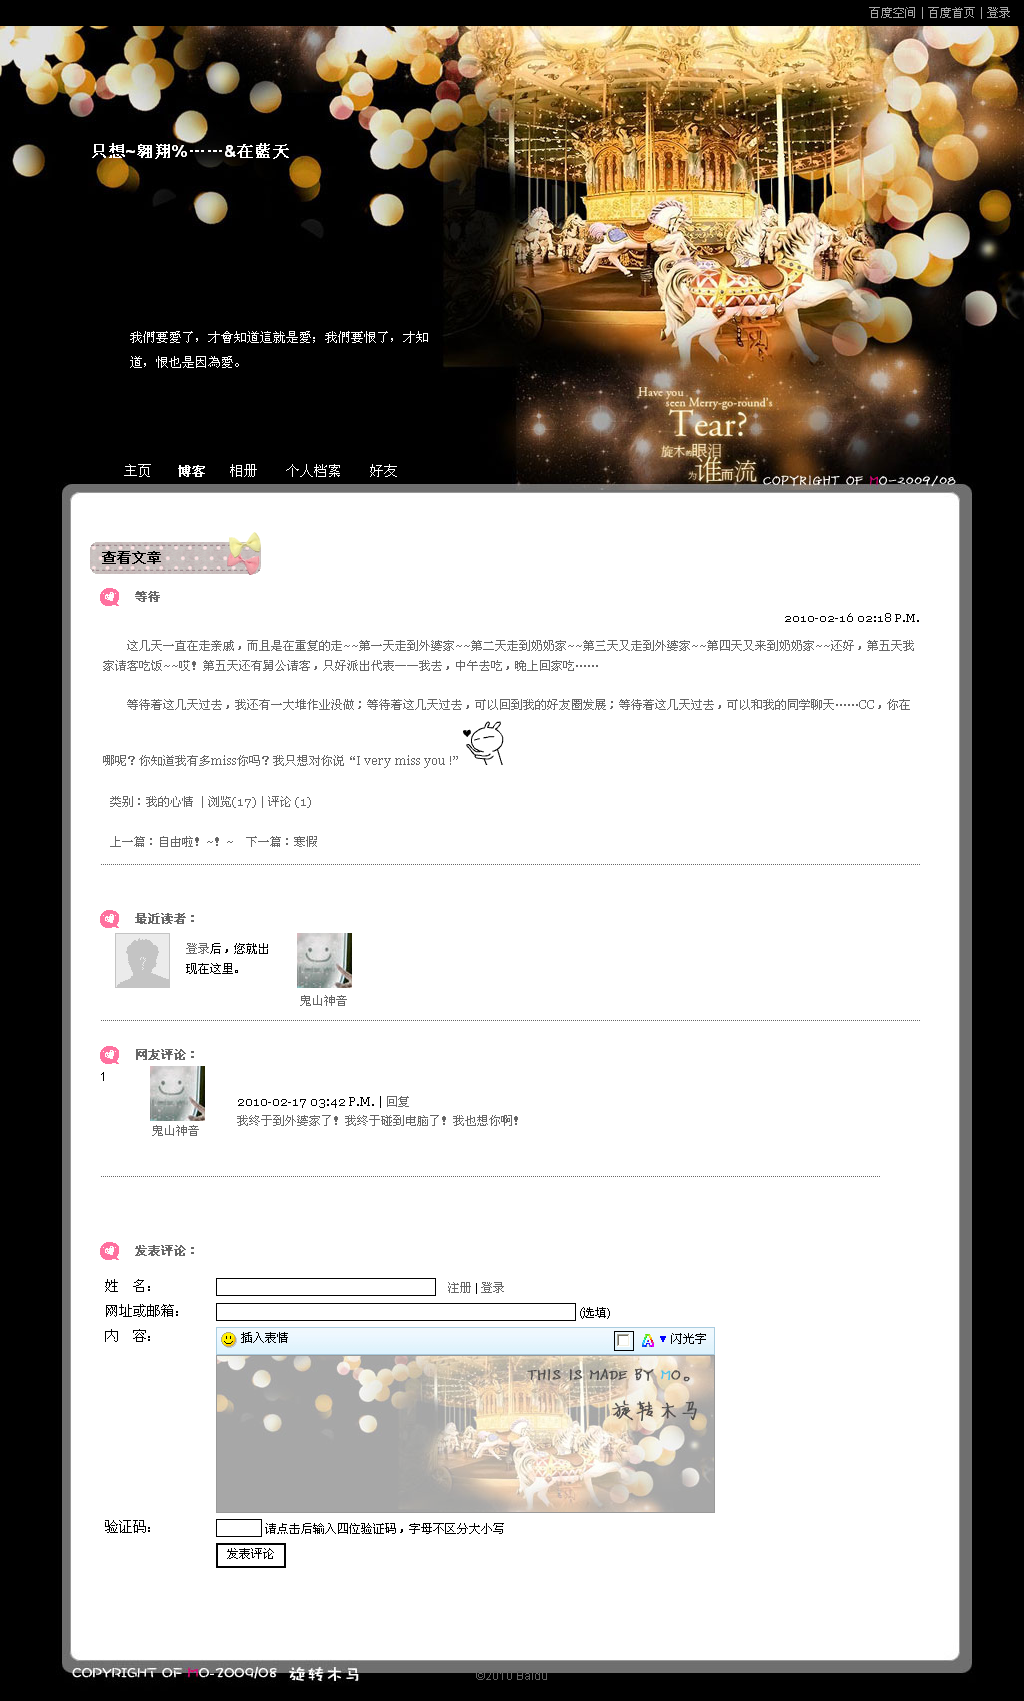 百度空间 | 百度首页 | 登录
只想~翱翔%……&在藍天
我們要愛了，才會知道這就是愛；我們要恨了，才知
道，恨也是因為愛。
Have you
seen Merry-go-round's
Tear?
旋木的眼泪
为谁而流
主页 博客 相册 个人档案 好友
COPYRIGHT OF MO-2009/08
查看文章
等待
2010-02-16 02:18 P.M.
这几天一直在走亲戚，而且是在重复的走~~第一天走到外婆家~~第二天走到奶奶家~~第三天又走到外婆家~~第四天又来到奶奶家~~还好，第五天我
家请客吃饭~~哎！第五天还有舅公请客，只好派出代表——我去，中午去吃，晚上回家吃……
等待着这几天过去，我还有一大堆作业没做；等待着这几天过去，可以回到我的好友圈发展；等待着这几天过去，可以和我的同学聊天……CC，你在
哪呢？你知道我有多miss你吗？我只想对你说“I very miss you !”
类别：我的心情 | 浏览(17) | 评论 (1)
上一篇：自由啦！~！~ 下一篇：寒假
最近读者：
登录后，您就出
现在这里。
鬼山神音
网友评论：
1
2010-02-17 03:42 P.M. | 回复
我终于到外婆家了！我终于碰到电脑了！我也想你啊！
鬼山神音
发表评论：
姓 名： 注册 | 登录
网址或邮箱： (选填)
内 容： 插入表情 闪光字
THIS IS MADE BY MO。
旋转木马
验证码： 请点击后输入四位验证码，字母不区分大小写
发表评论
COPYRIGHT OF MO-2009/08 旋转木马
©2010 Baidu